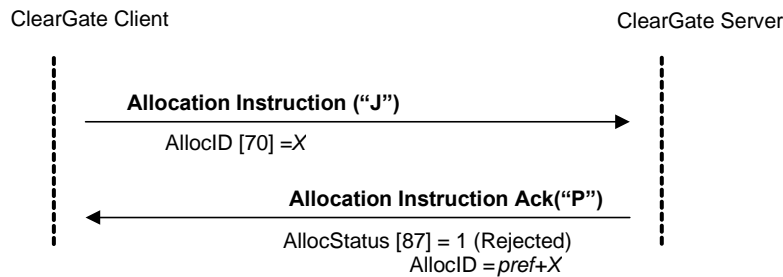 ClearGate Client
ClearGate Server
Allocation Instruction (“J”)
AllocID [70] =X
Allocation Instruction Ack(“P”)
AllocStatus [87] = 1 (Rejected)
AllocID =pref+X